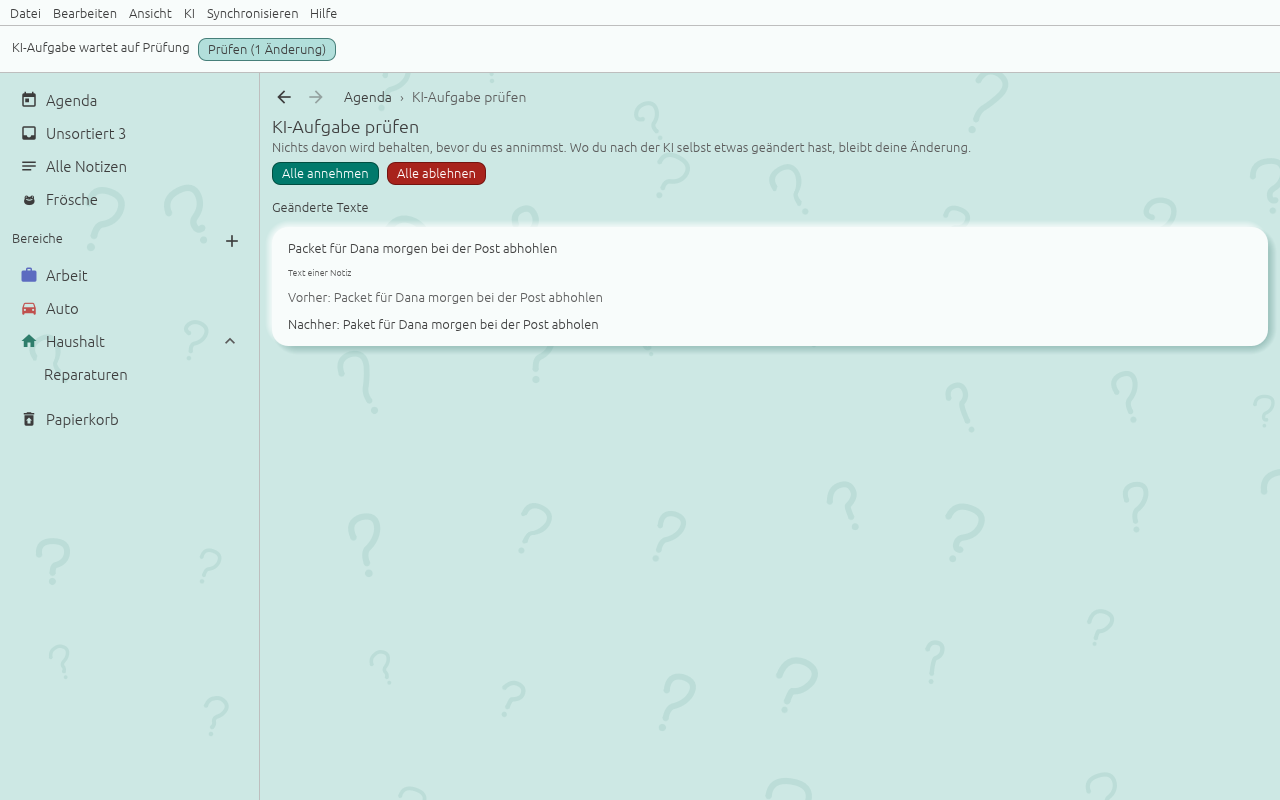 Datei Bearbeiten Ansicht KI Synchronisieren Hilfe
KI-Aufgabe wartet auf Prüfung Prüfen (1 Änderung)
Agenda
Unsortiert 3
Alle Notizen
Frösche
Bereiche
Arbeit
Auto
Haushalt
Reparaturen
Papierkorb
Agenda › KI-Aufgabe prüfen
KI-Aufgabe prüfen
Nichts davon wird behalten, bevor du es annimmst. Wo du nach der KI selbst etwas geändert hast, bleibt deine Änderung.
Alle annehmen Alle ablehnen
Geänderte Texte
Packet für Dana morgen bei der Post abhohlen
Text einer Notiz
Vorher: Packet für Dana morgen bei der Post abhohlen
Nachher: Paket für Dana morgen bei der Post abholen